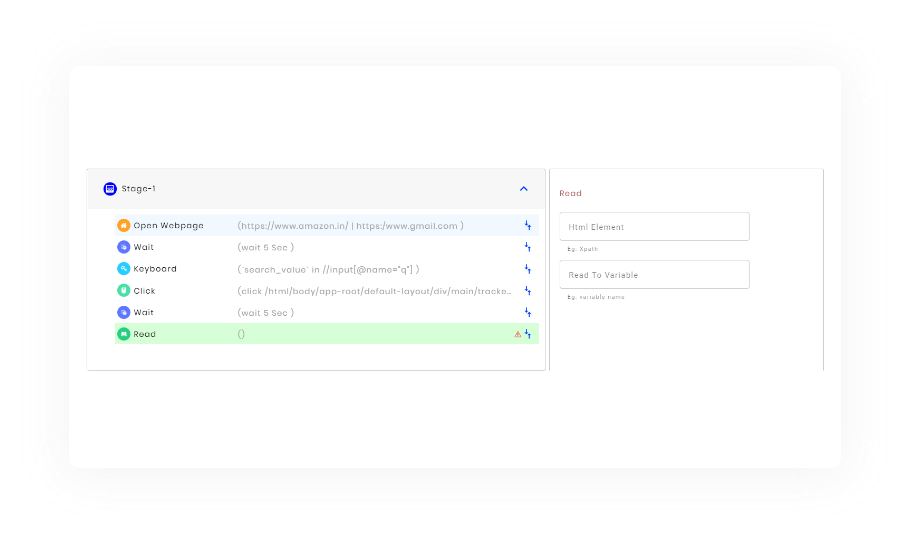 Stage-1
Open Webpage (https://www.amazon.in/ | https:/www.gmail.com )
Wait (wait 5 Sec )
Keyboard (`search_value` in //input[@name="q"] )
Click (click /html/body/app-root/default-layout/div/main/tracke...
Wait (wait 5 Sec )
Read ()
Read
Html Element
Eg: Xpath
Read To Variable
Eg: variable name